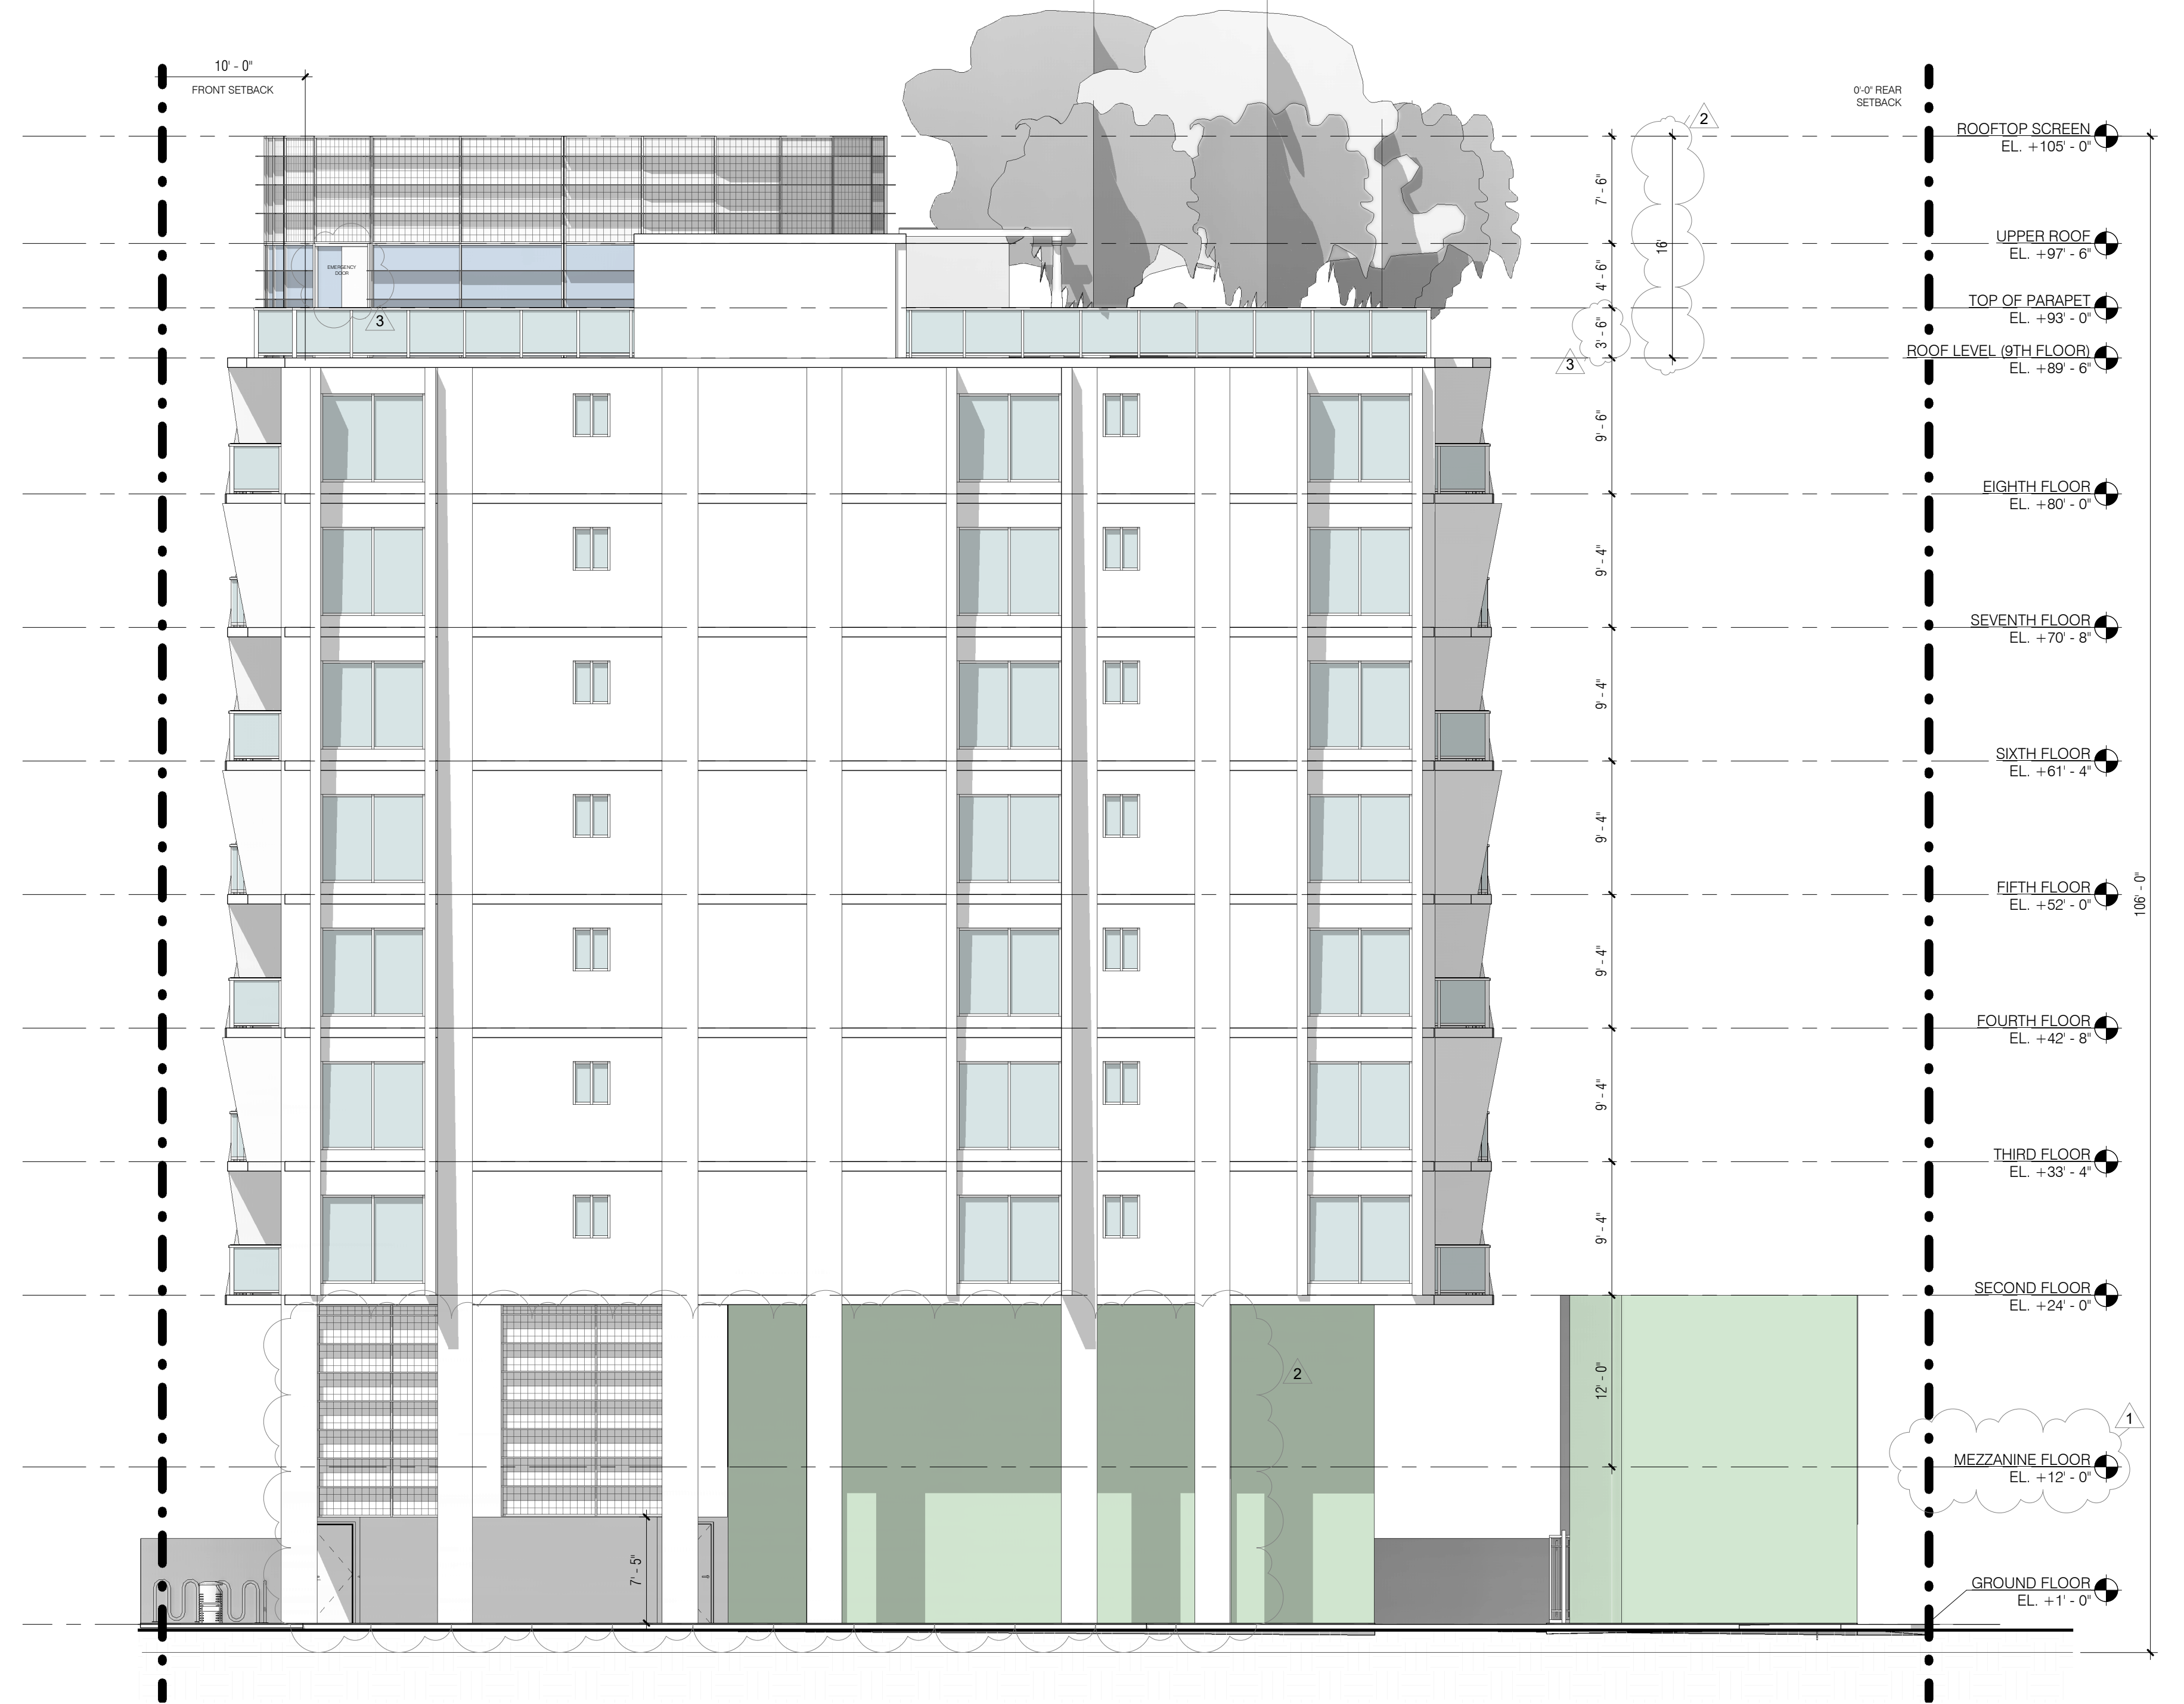 10' - 0"
FRONT SETBACK
0'-0" REAR
SETBACK
2
ROOFTOP SCREEN
EL. +105' - 0"
7' - 6"
16'
UPPER ROOF
EL. +97' - 6"
EMERGENCY
DOOR
4' - 6"
TOP OF PARAPET
EL. +93' - 0"
3
3' - 6"
3
ROOF LEVEL (9TH FLOOR)
EL. +89' - 6"
9' - 6"
EIGHTH FLOOR
EL. +80' - 0"
9' - 4"
SEVENTH FLOOR
EL. +70' - 8"
9' - 4"
SIXTH FLOOR
EL. +61' - 4"
9' - 4"
FIFTH FLOOR
EL. +52' - 0"
106' - 0"
9' - 4"
FOURTH FLOOR
EL. +42' - 8"
9' - 4"
THIRD FLOOR
EL. +33' - 4"
9' - 4"
SECOND FLOOR
EL. +24' - 0"
2
12' - 0"
1
MEZZANINE FLOOR
EL. +12' - 0"
7' - 5"
GROUND FLOOR
EL. +1' - 0"